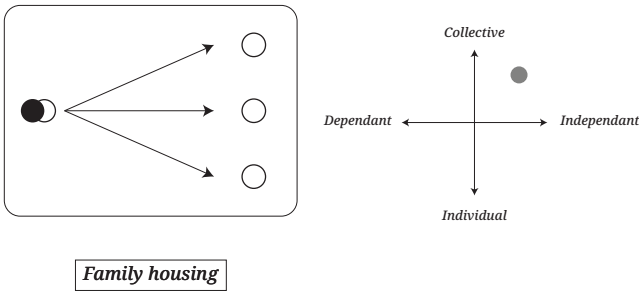 Collective
Dependant
Independant
Individual
Family housing